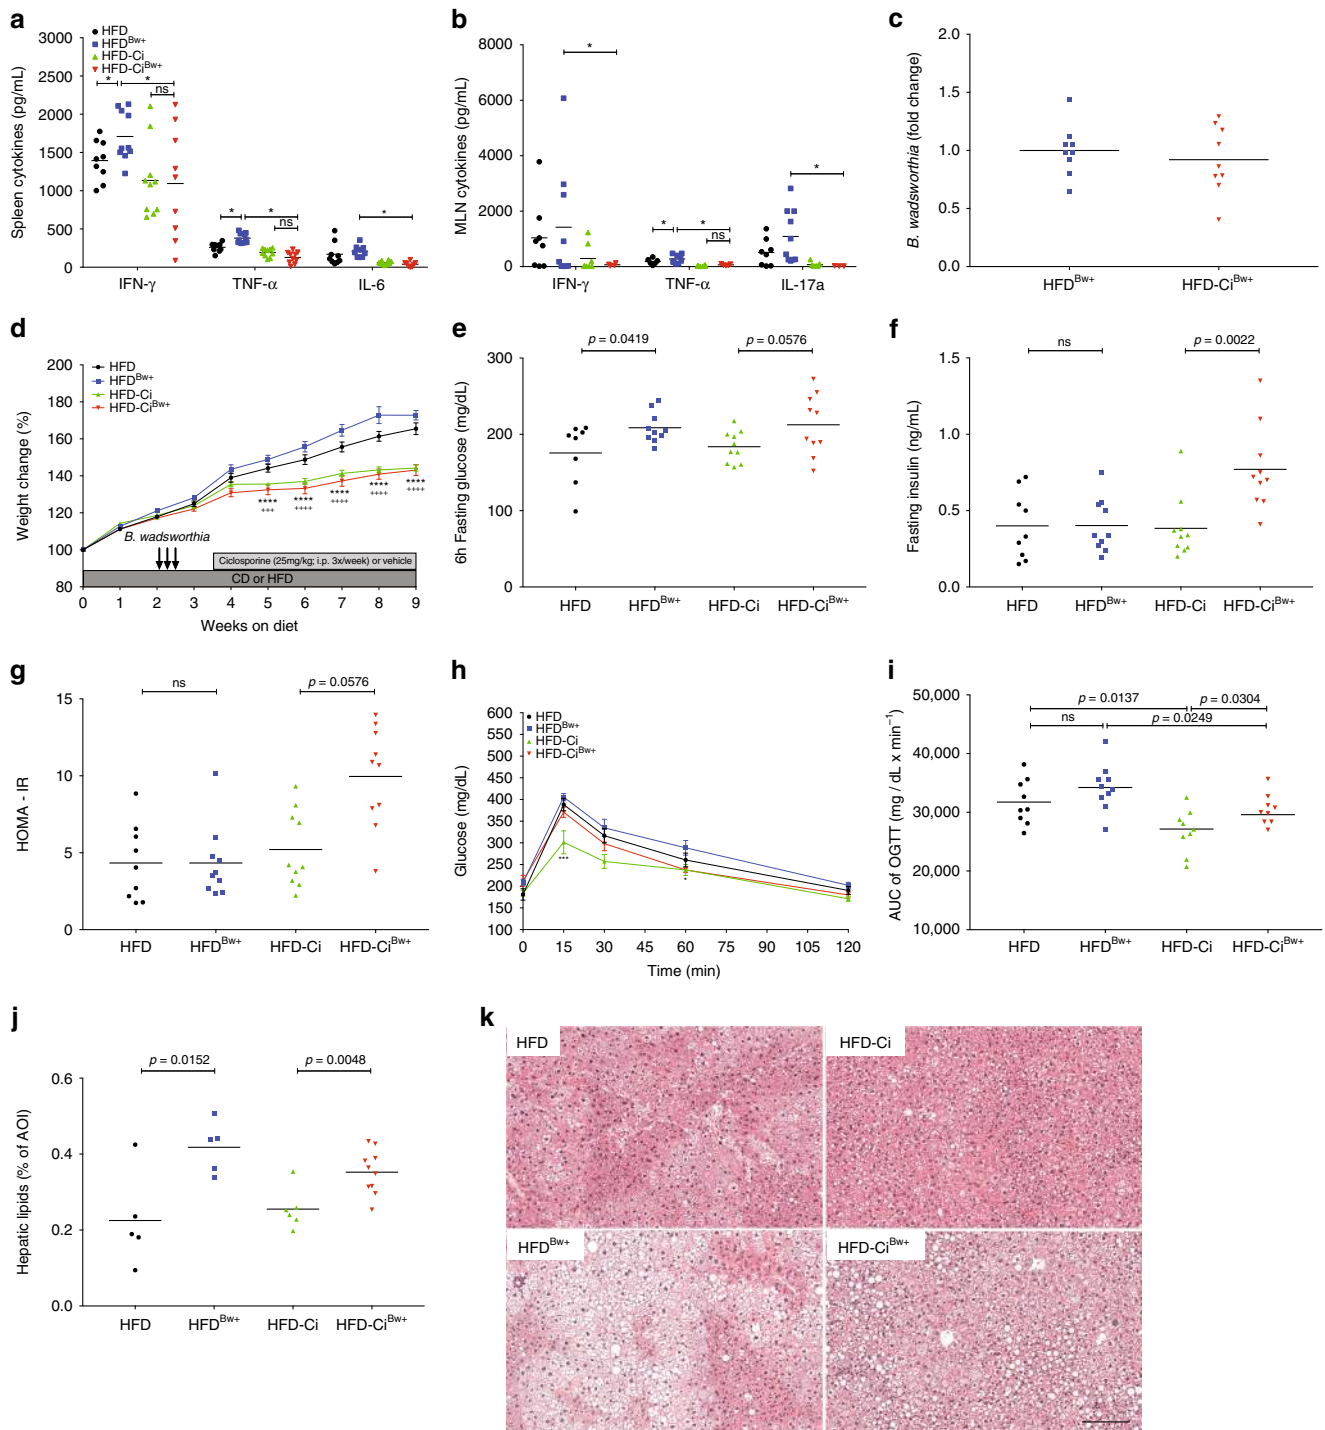 a
HFD
HFDBw+
HFD-Ci
HFD-CiBw+
Spleen cytokines (pg/mL)
3000
2500
2000
1500
1000
500
0
* *
ns
* *
ns
*
IFN-γ TNF-α IL-6
b
MLN cytokines (pg/mL)
8000
6000
4000
2000
0
*
* *
ns
*
IFN-γ TNF-α IL-17a
c
B. wadsworthia (fold change)
2.0
1.5
1.0
0.5
0.0
HFDBw+ HFD-CiBw+
d
Weight change (%)
200
180
160
140
120
100
80
HFD
HFDBw+
HFD-Ci
HFD-CiBw+
**** **** **** **** ****
+++ ++++ ++++ ++++ ++++
B. wadsworthia
Ciclosporine (25mg/kg; i.p. 3x/week) or vehicle
CD or HFD
0 1 2 3 4 5 6 7 8 9
Weeks on diet
e
6h Fasting glucose (mg/dL)
300
200
100
0
p = 0.0419 p = 0.0576
HFD HFDBw+ HFD-Ci HFD-CiBw+
f
Fasting insulin (ng/mL)
1.5
1.0
0.5
0.0
ns p = 0.0022
HFD HFDBw+ HFD-Ci HFD-CiBw+
g
HOMA - IR
15
10
5
0
ns p = 0.0576
HFD HFDBw+ HFD-Ci HFD-CiBw+
h
Glucose (mg/dL)
600
550
500
450
400
350
300
250
200
150
100
HFD
HFDBw+
HFD-Ci
HFD-CiBw+
***
*
0 15 30 45 60 75 90 105 120
Time (min)
i
AUC of OGTT (mg / dL x min−1)
50,000
40,000
30,000
20,000
10,000
p = 0.0137 p = 0.0304
ns p = 0.0249
HFD HFDBw+ HFD-Ci HFD-CiBw+
j
Hepatic lipids (% of AOI)
0.6
0.4
0.2
0.0
p = 0.0152 p = 0.0048
HFD HFDBw+ HFD-Ci HFD-CiBw+
k
HFD HFD-Ci
HFDBw+ HFD-CiBw+